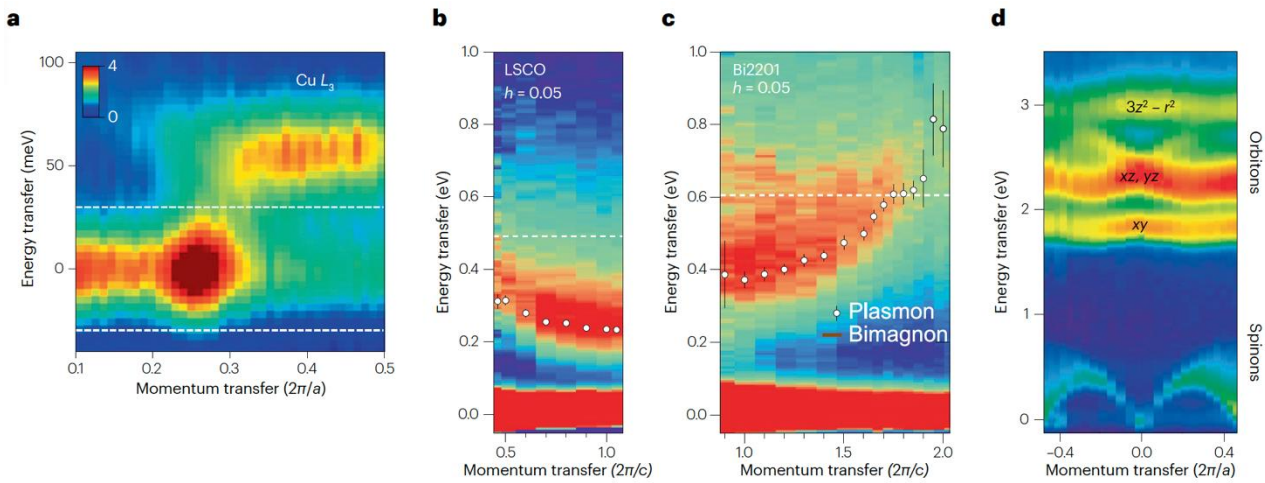 a
Energy transfer (meV)
100
50
0
4
0
Cu L₃
0.1
0.2
0.3
0.4
0.5
Momentum transfer (2π/a)
b
Energy transfer (eV)
1.0
0.8
0.6
0.4
0.2
0.0
LSCO
h = 0.05
0.5
1.0
Momentum transfer (2π/c)
c
Energy transfer (eV)
1.0
0.8
0.6
0.4
0.2
0.0
Bi2201
h = 0.05
Plasmon
Bimagnon
1.0
1.5
2.0
Momentum transfer (2π/c)
d
Energy transfer (eV)
3
2
1
0
3z² – r²
xz, yz
xy
Orbitons
Spinons
−0.4
0.0
0.4
Momentum transfer (2π/a)